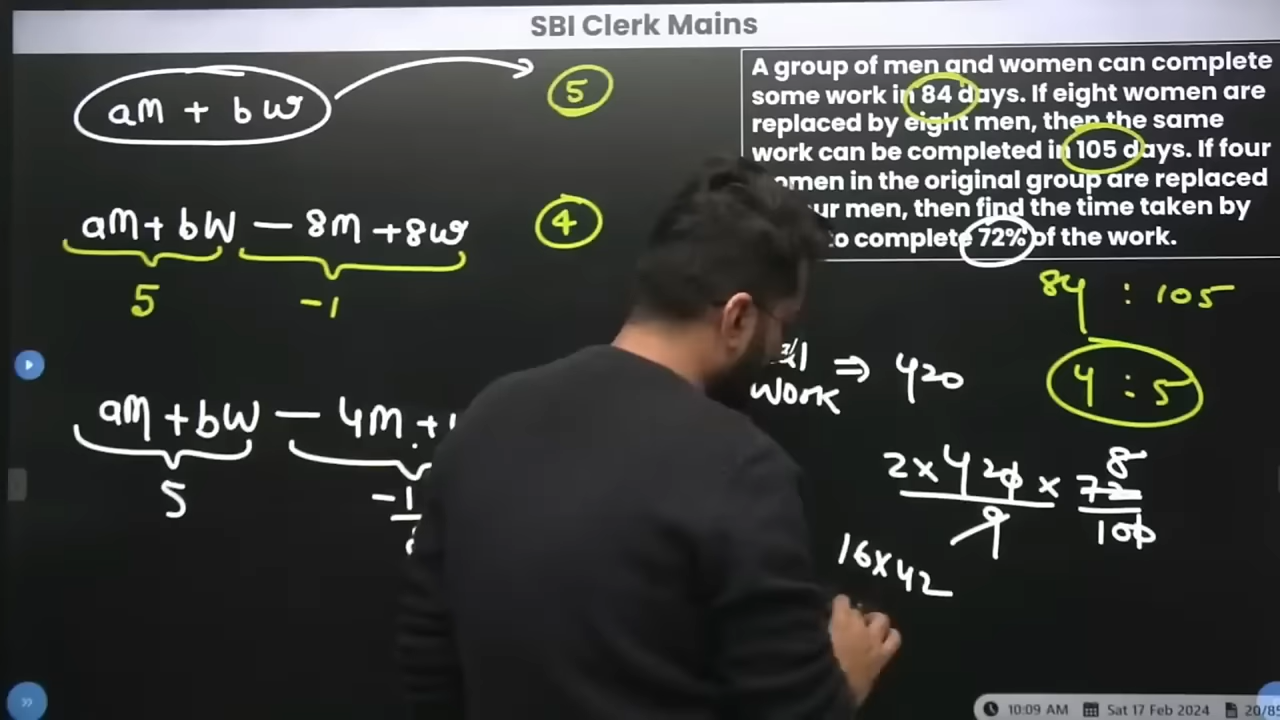 SBI Clerk Mains
A group of men and women can complete
some work in 84 days. If eight women are
replaced by eight men, then the same
work can be completed in 105 days. If four
women in the original group are replaced
men, then find the time taken by
to complete 72% of the work.
am + bw
5
am + bw - 8m + 8w
4
5
-1
84 : 105
4 : 5
work ⇒ 420
am + bw - 4m +
5
-1
2 x 420 x 72
8
9
100
16 x 42
10:09 AM Sat 17 Feb 2024 20/85